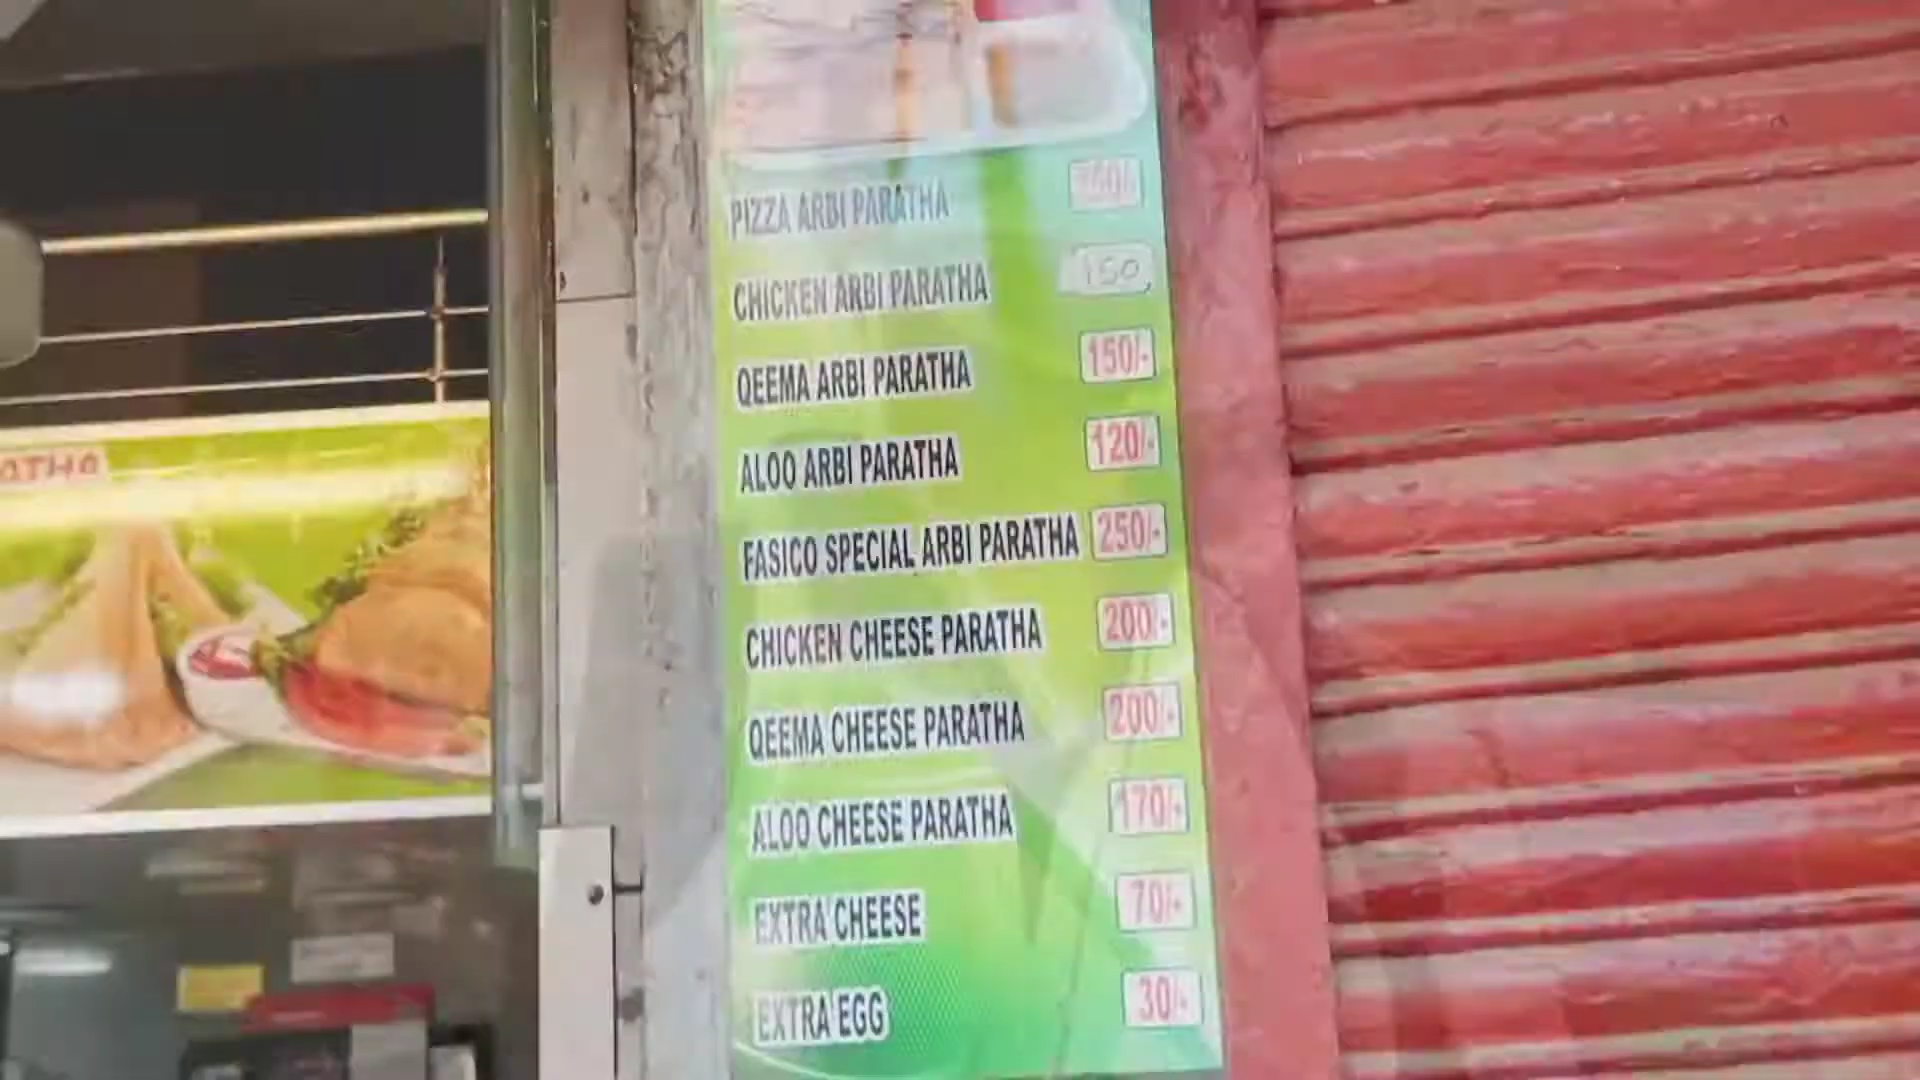 PIZZA ARBI PARATHA
CHICKEN ARBI PARATHA 150
QEEMA ARBI PARATHA 150/-
ALOO ARBI PARATHA 120/-
FASICO SPECIAL ARBI PARATHA 250/-
CHICKEN CHEESE PARATHA 200/-
QEEMA CHEESE PARATHA 200/-
ALOO CHEESE PARATHA 170/-
EXTRA CHEESE 70/-
EXTRA EGG 30/-
ATHA